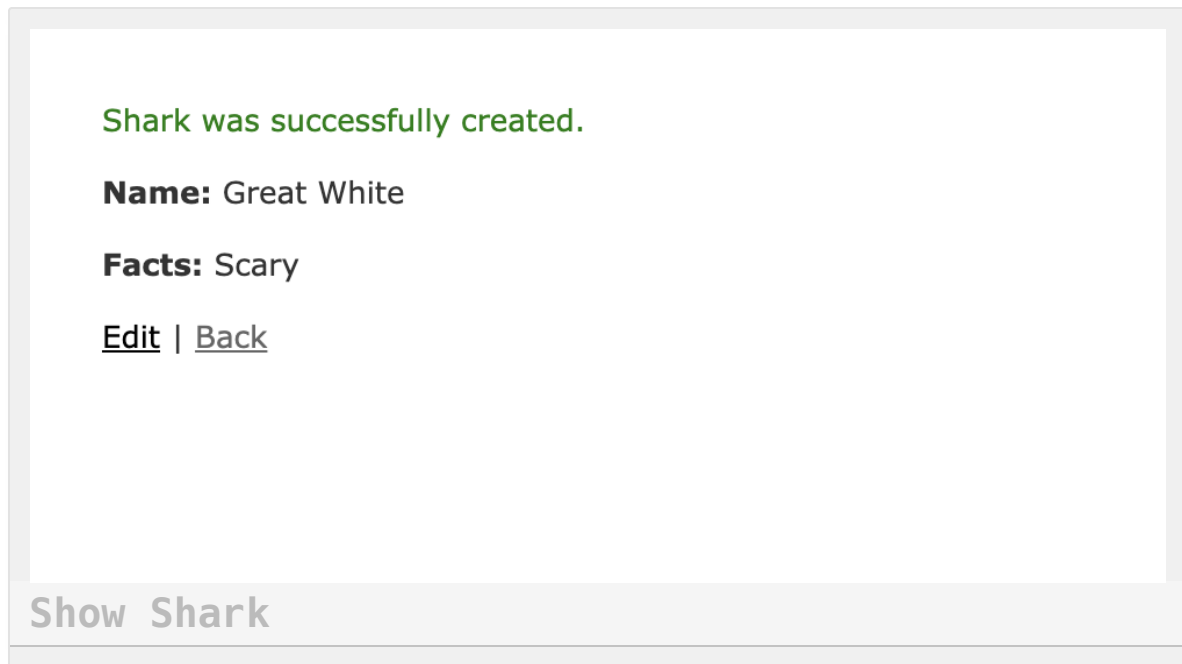 Shark was successfully created.
Name: Great White
Facts: Scary
Edit | Back
Show Shark